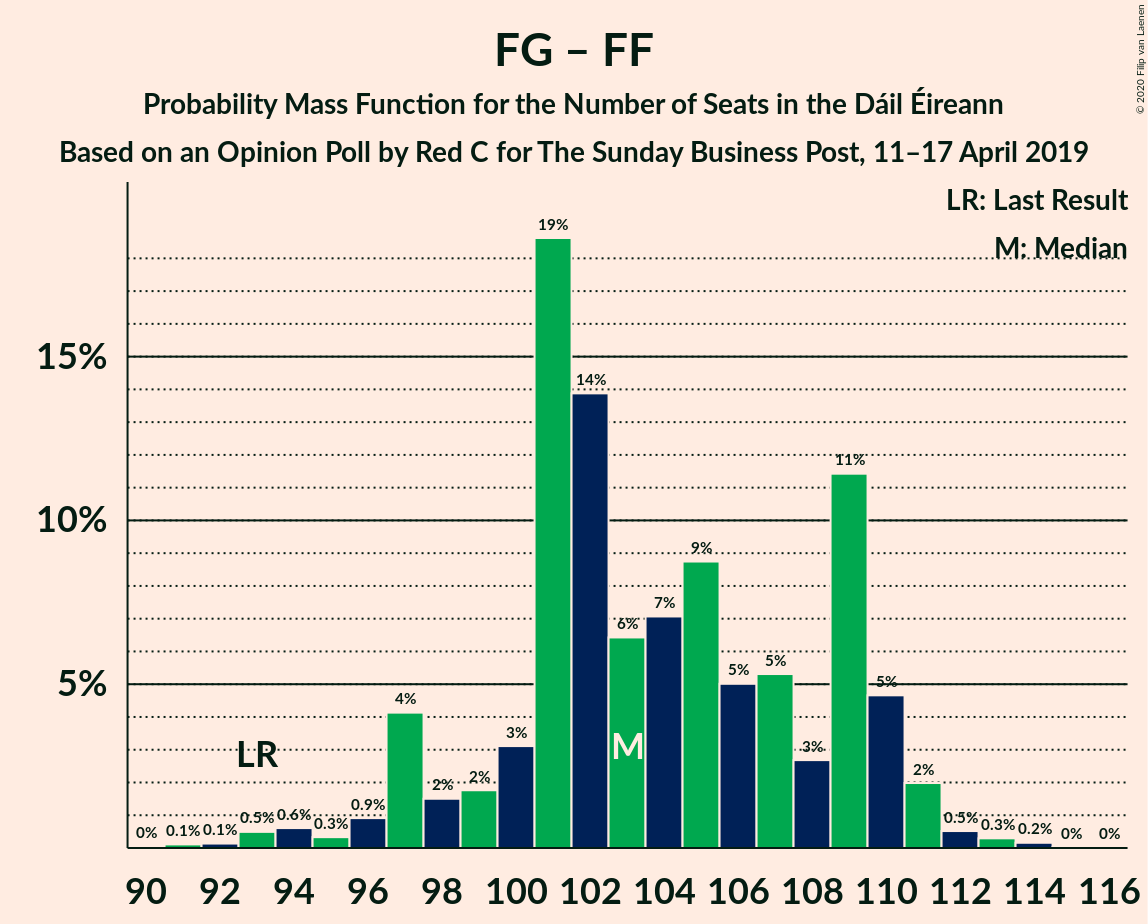 FG – FF
Probability Mass Function for the Number of Seats in the Dáil Éireann
Based on an Opinion Poll by Red C for The Sunday Business Post, 11–17 April 2019
© 2020 Filip van Laenen
LR: Last Result
M: Median
19%
15%
14%
11%
10%
9%
7%
6%
5%
5%
5%
5%
4%
3%
M
LR
3%
2%
2%
2%
0.9%
0% 0.1% 0.1% 0.5% 0.6% 0.3%
0.5% 0.3% 0.2% 0% 0%
90 92 94 96 98 100 102 104 106 108 110 112 114 116